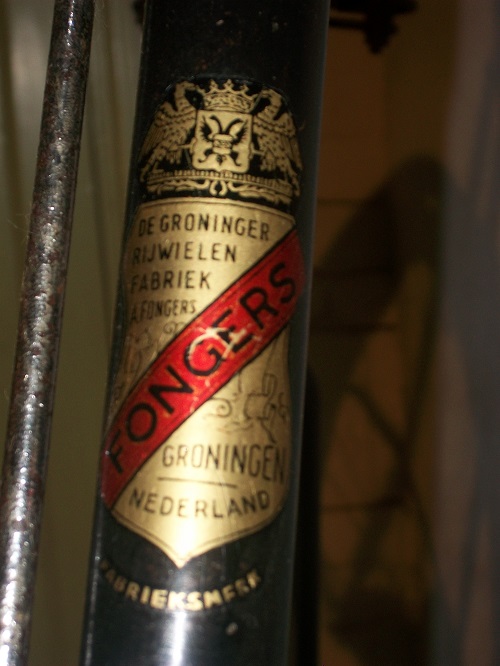 DE GRONINGER
RIJWIELEN
FABRIEK
A. FONGERS
FONGERS
GRONINGEN
NEDERLAND
FABRIEKSMERK